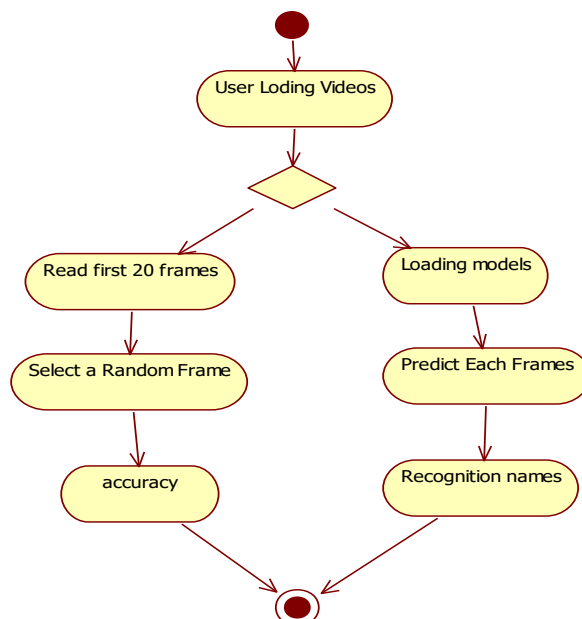 User Loding Videos
Read first 20 frames
Loading models
Select a Random Frame
Predict Each Frames
accuracy
Recognition names